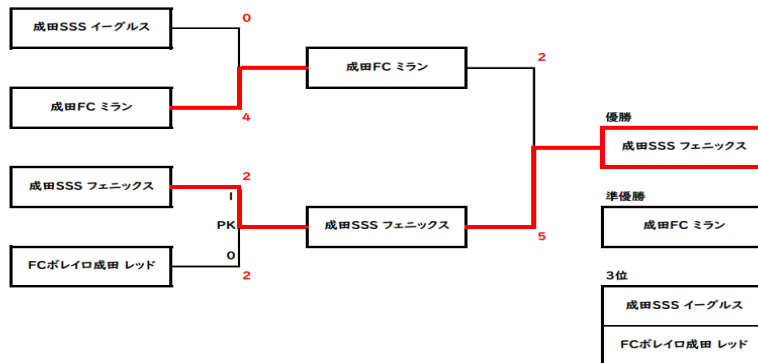 0
成田SSS イーグルス
2
成田FC ミラン
成田FC ミラン
4
優勝
成田SSS フェニックス
2
成田SSS フェニックス
1
準優勝
PK
成田SSS フェニックス
成田FC ミラン
5
0
FCボレイロ成田 レッド
2
3位
成田SSS イーグルス
FCボレイロ成田 レッド